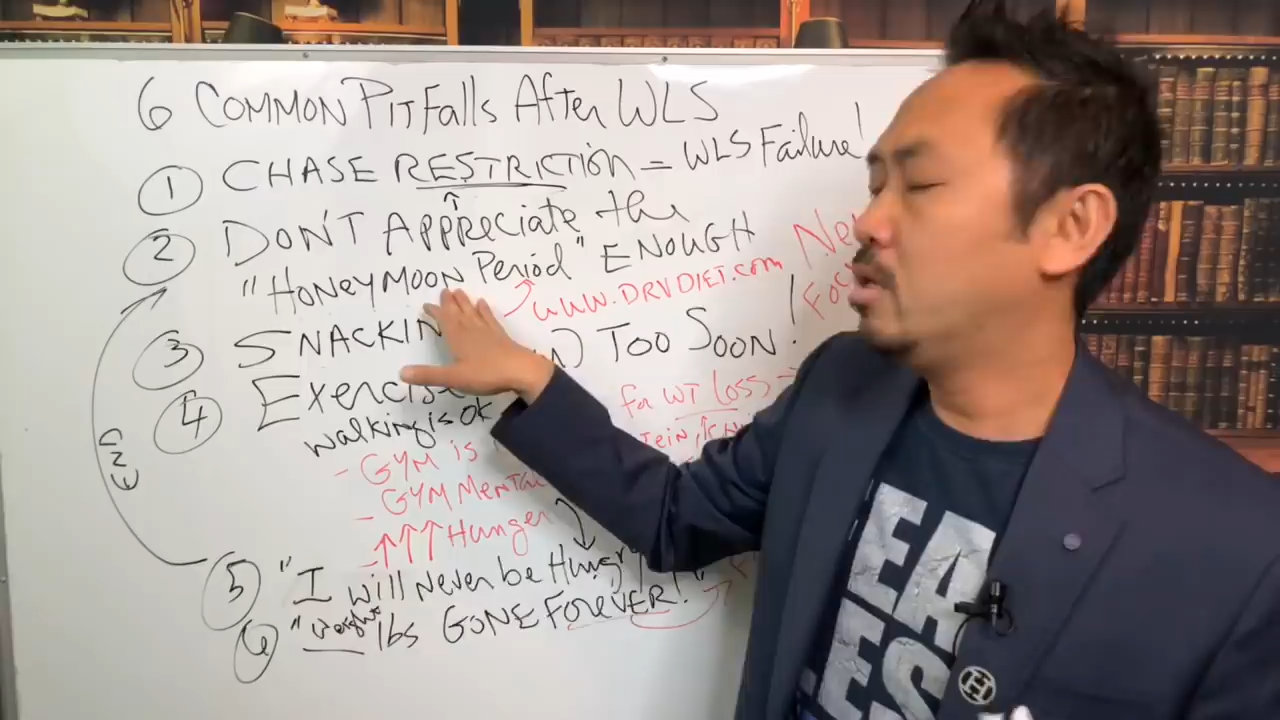 6 COMMON PITFalls After WLS
1 CHASE RESTRICTION = WLS Failure!
2 DON'T APPReciate the
"HONeyMOON Period" ENOUGH
www.DRVDIET.com
3 SNACKIN TOO SOON!
4 Exercise
walking is ok
for WT loss
- GYM is
- GYM
- ↑↑↑ Hunger
5 "I will Never be Hungry
6 "weight lbs GONE FOREVER!"
EA
LES
H